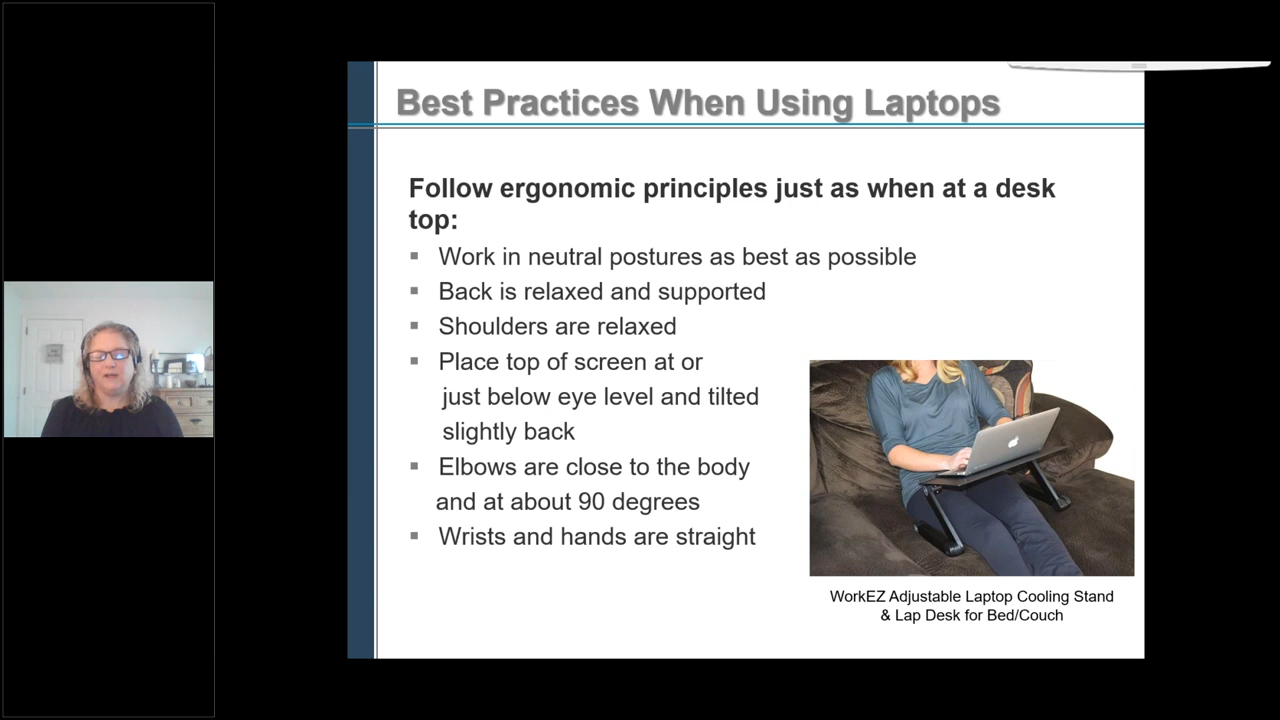 Best Practices When Using Laptops
Follow ergonomic principles just as when at a desk
top:
▪ Work in neutral postures as best as possible
▪ Back is relaxed and supported
▪ Shoulders are relaxed
▪ Place top of screen at or
just below eye level and tilted
slightly back
▪ Elbows are close to the body
and at about 90 degrees
▪ Wrists and hands are straight
WorkEZ Adjustable Laptop Cooling Stand
& Lap Desk for Bed/Couch